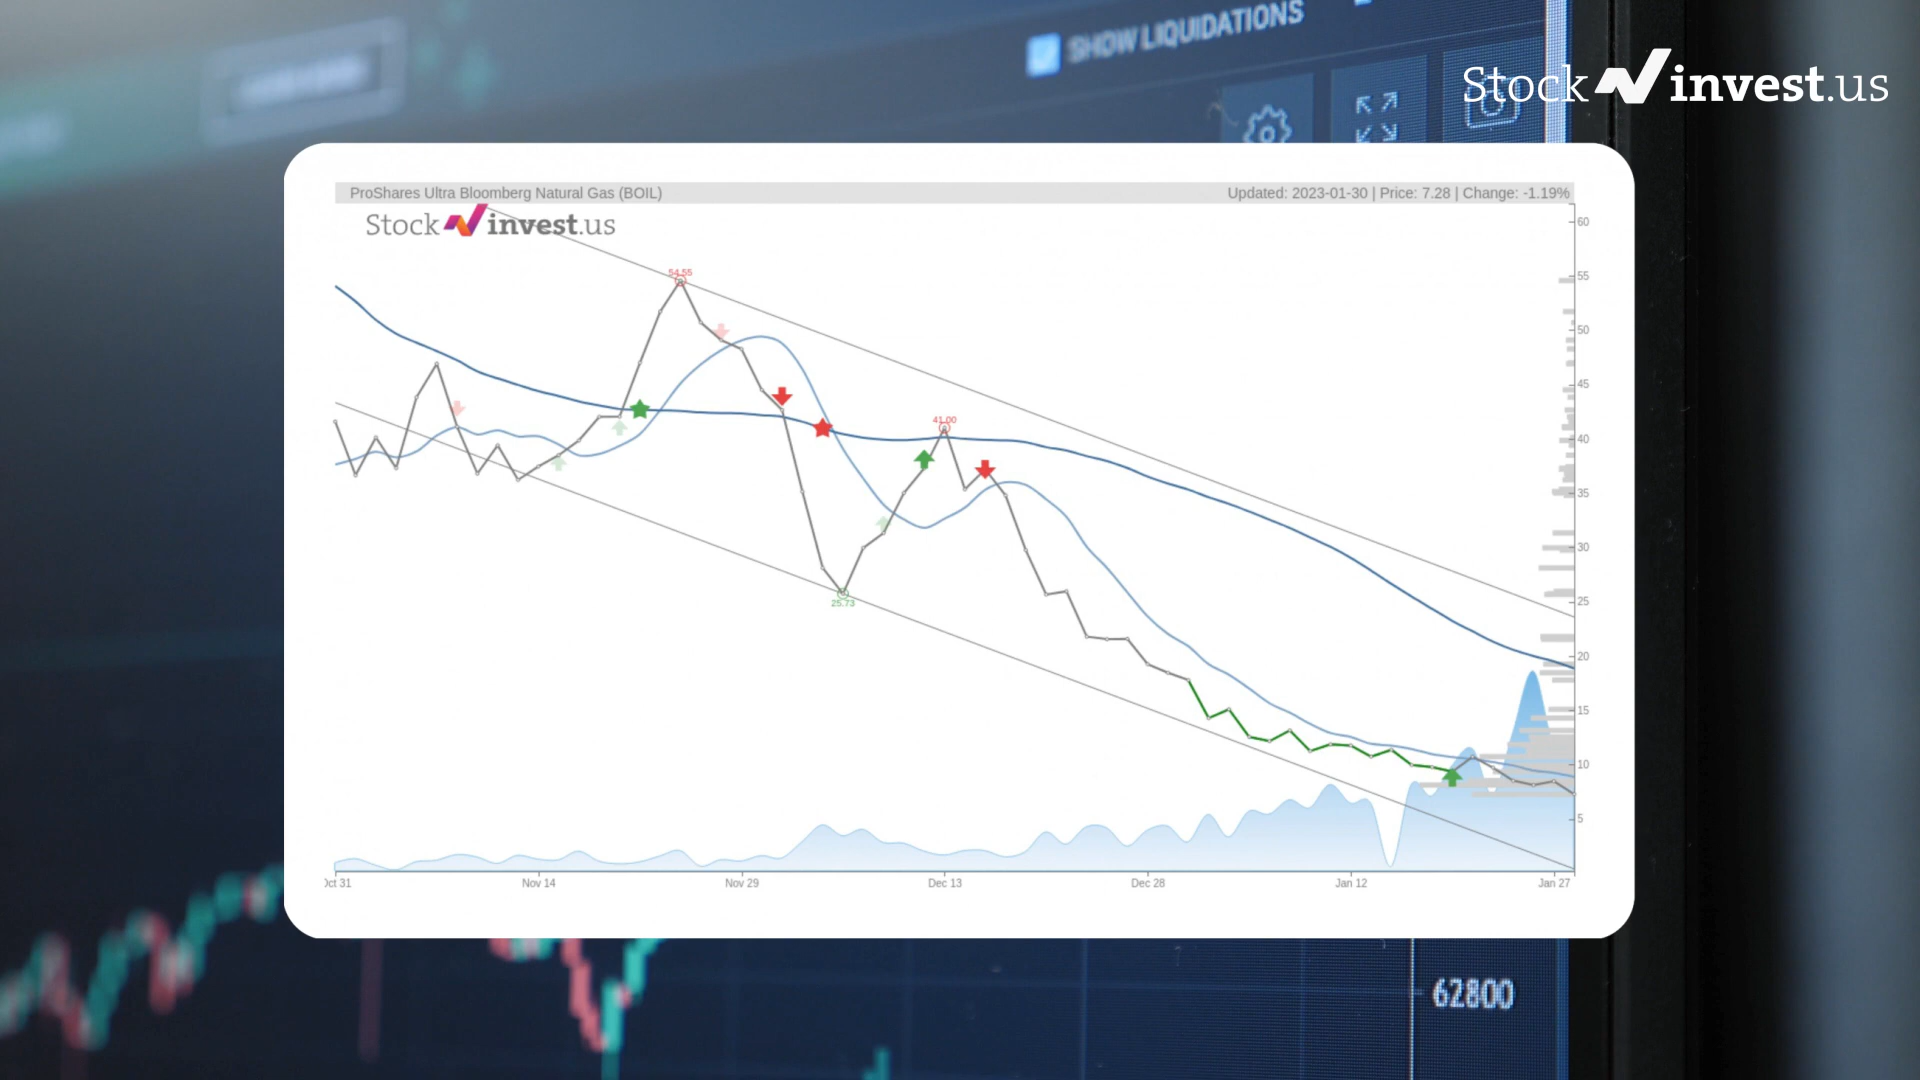 SHOW LIQUIDATIONS
Stock invest.us
ProShares Ultra Bloomberg Natural Gas (BOIL)
Updated: 2023-01-30 | Price: 7.28 | Change: -1.19%
Stock invest.us
60
54.55
55
50
45
41.00
40
35
30
25.73
25
20
15
10
5
Oct 31
Nov 14
Nov 29
Dec 13
Dec 28
Jan 12
Jan 27
62800